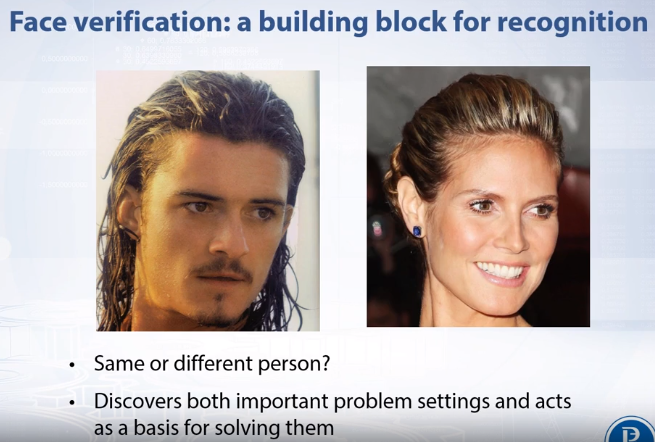 Face verification: a building block for recognition
• Same or different person?
• Discovers both important problem settings and acts
as a basis for solving them